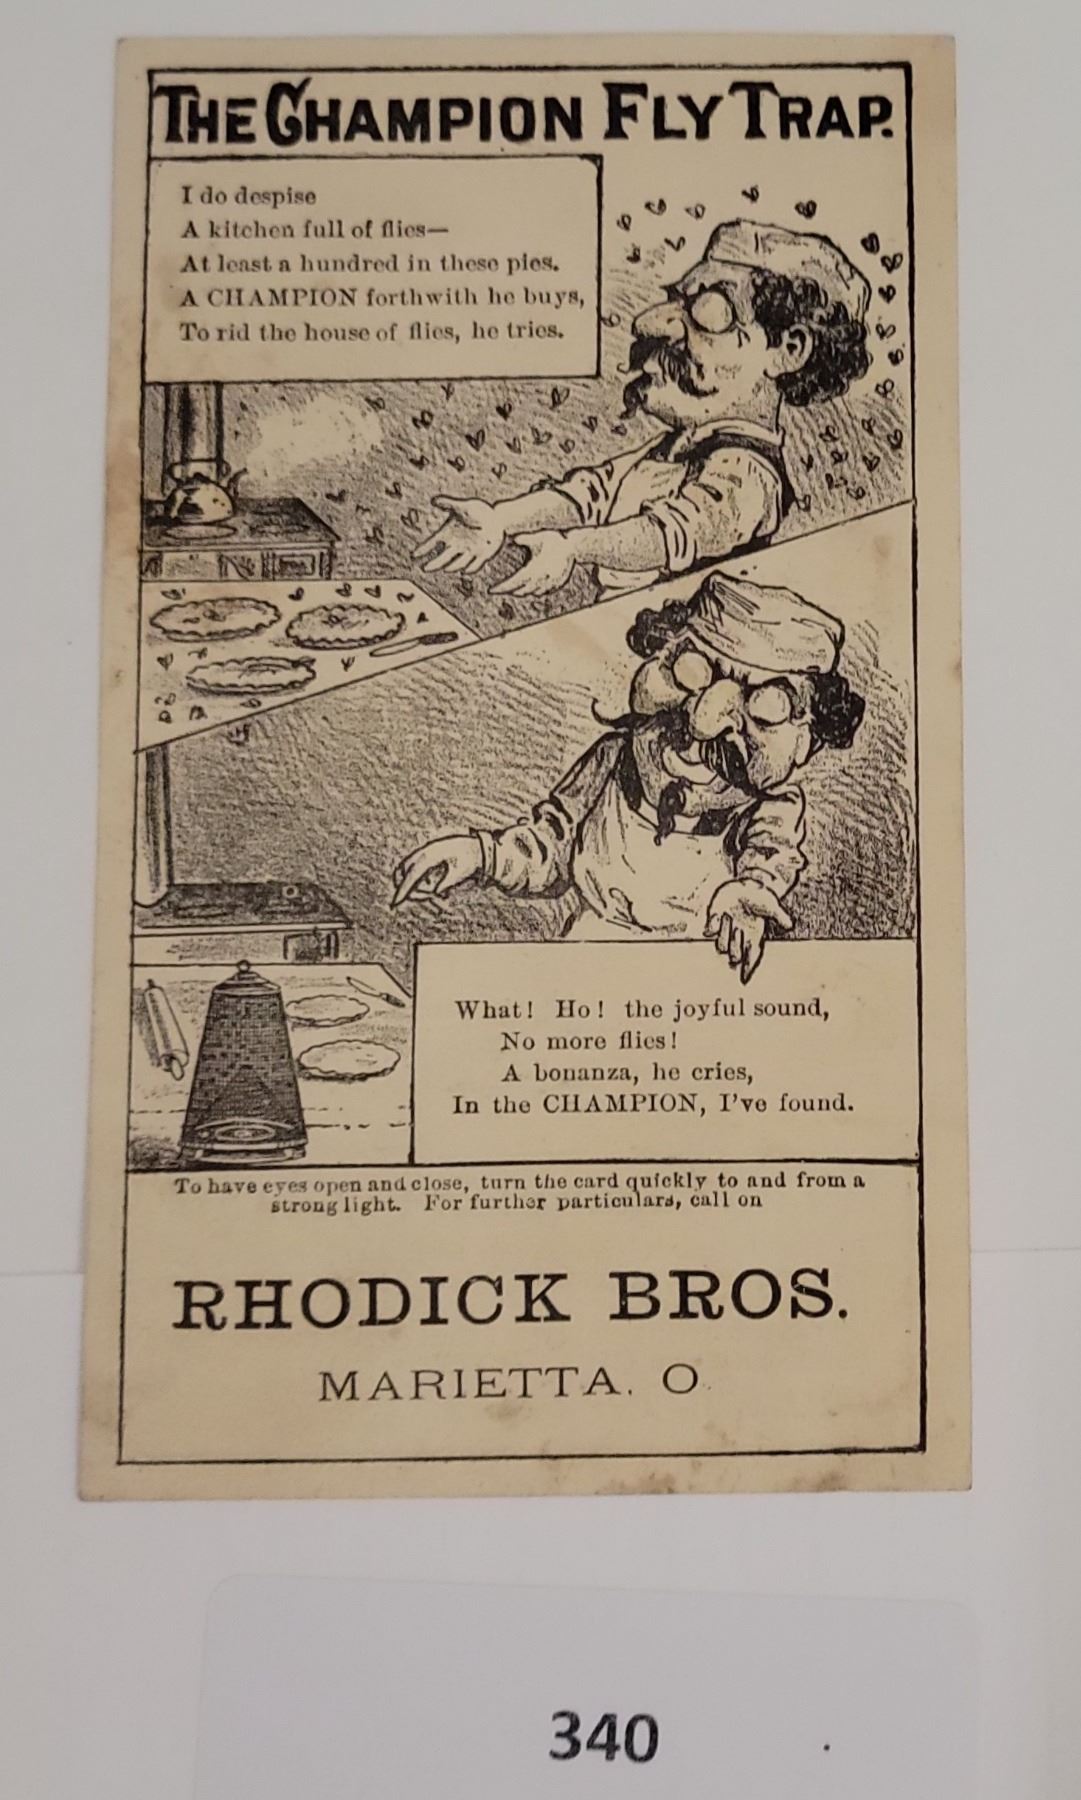 THE CHAMPION FLY TRAP.
I do despise
A kitchen full of flies—
At least a hundred in these pies.
A CHAMPION forthwith he buys,
To rid the house of flies, he tries.
What! Ho! the joyful sound,
No more flies!
A bonanza, he cries,
In the CHAMPION, I've found.
To have eyes open and close, turn the card quickly to and from a
strong light. For further particulars, call on
RHODICK BROS.
MARIETTA. O.
340